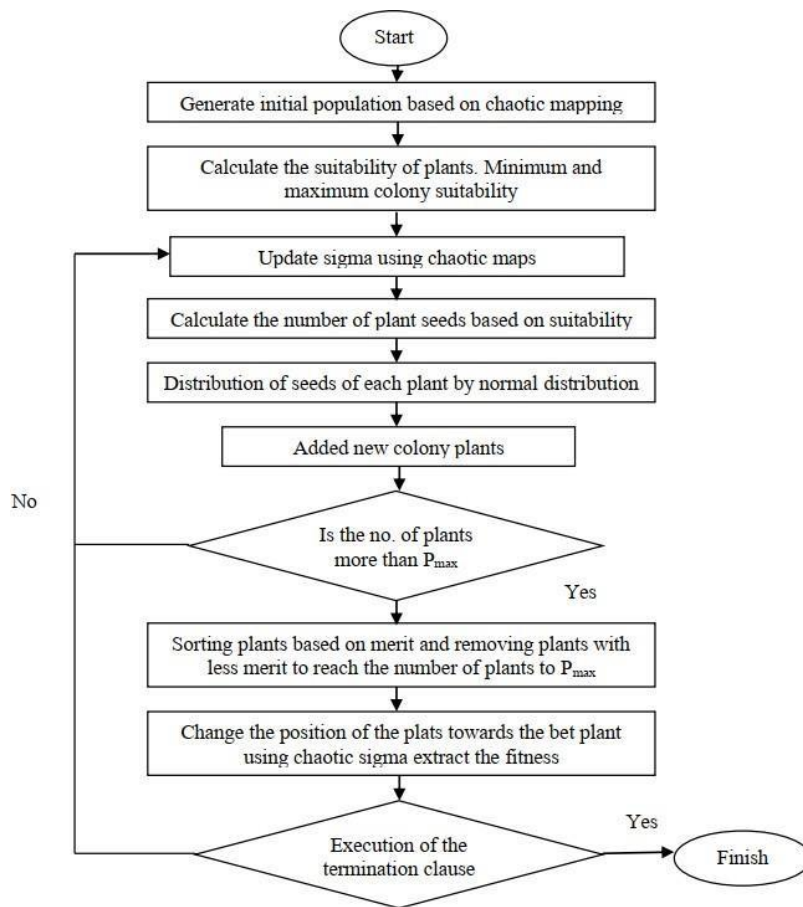 Start
Generate initial population based on chaotic mapping
Calculate the suitability of plants. Minimum and
maximum colony suitability
Update sigma using chaotic maps
Calculate the number of plant seeds based on suitability
Distribution of seeds of each plant by normal distribution
Added new colony plants
No
Is the no. of plants
more than Pmax
Yes
Sorting plants based on merit and removing plants with
less merit to reach the number of plants to Pmax
Change the position of the plats towards the bet plant
using chaotic sigma extract the fitness
Execution of the
termination clause
Yes
Finish